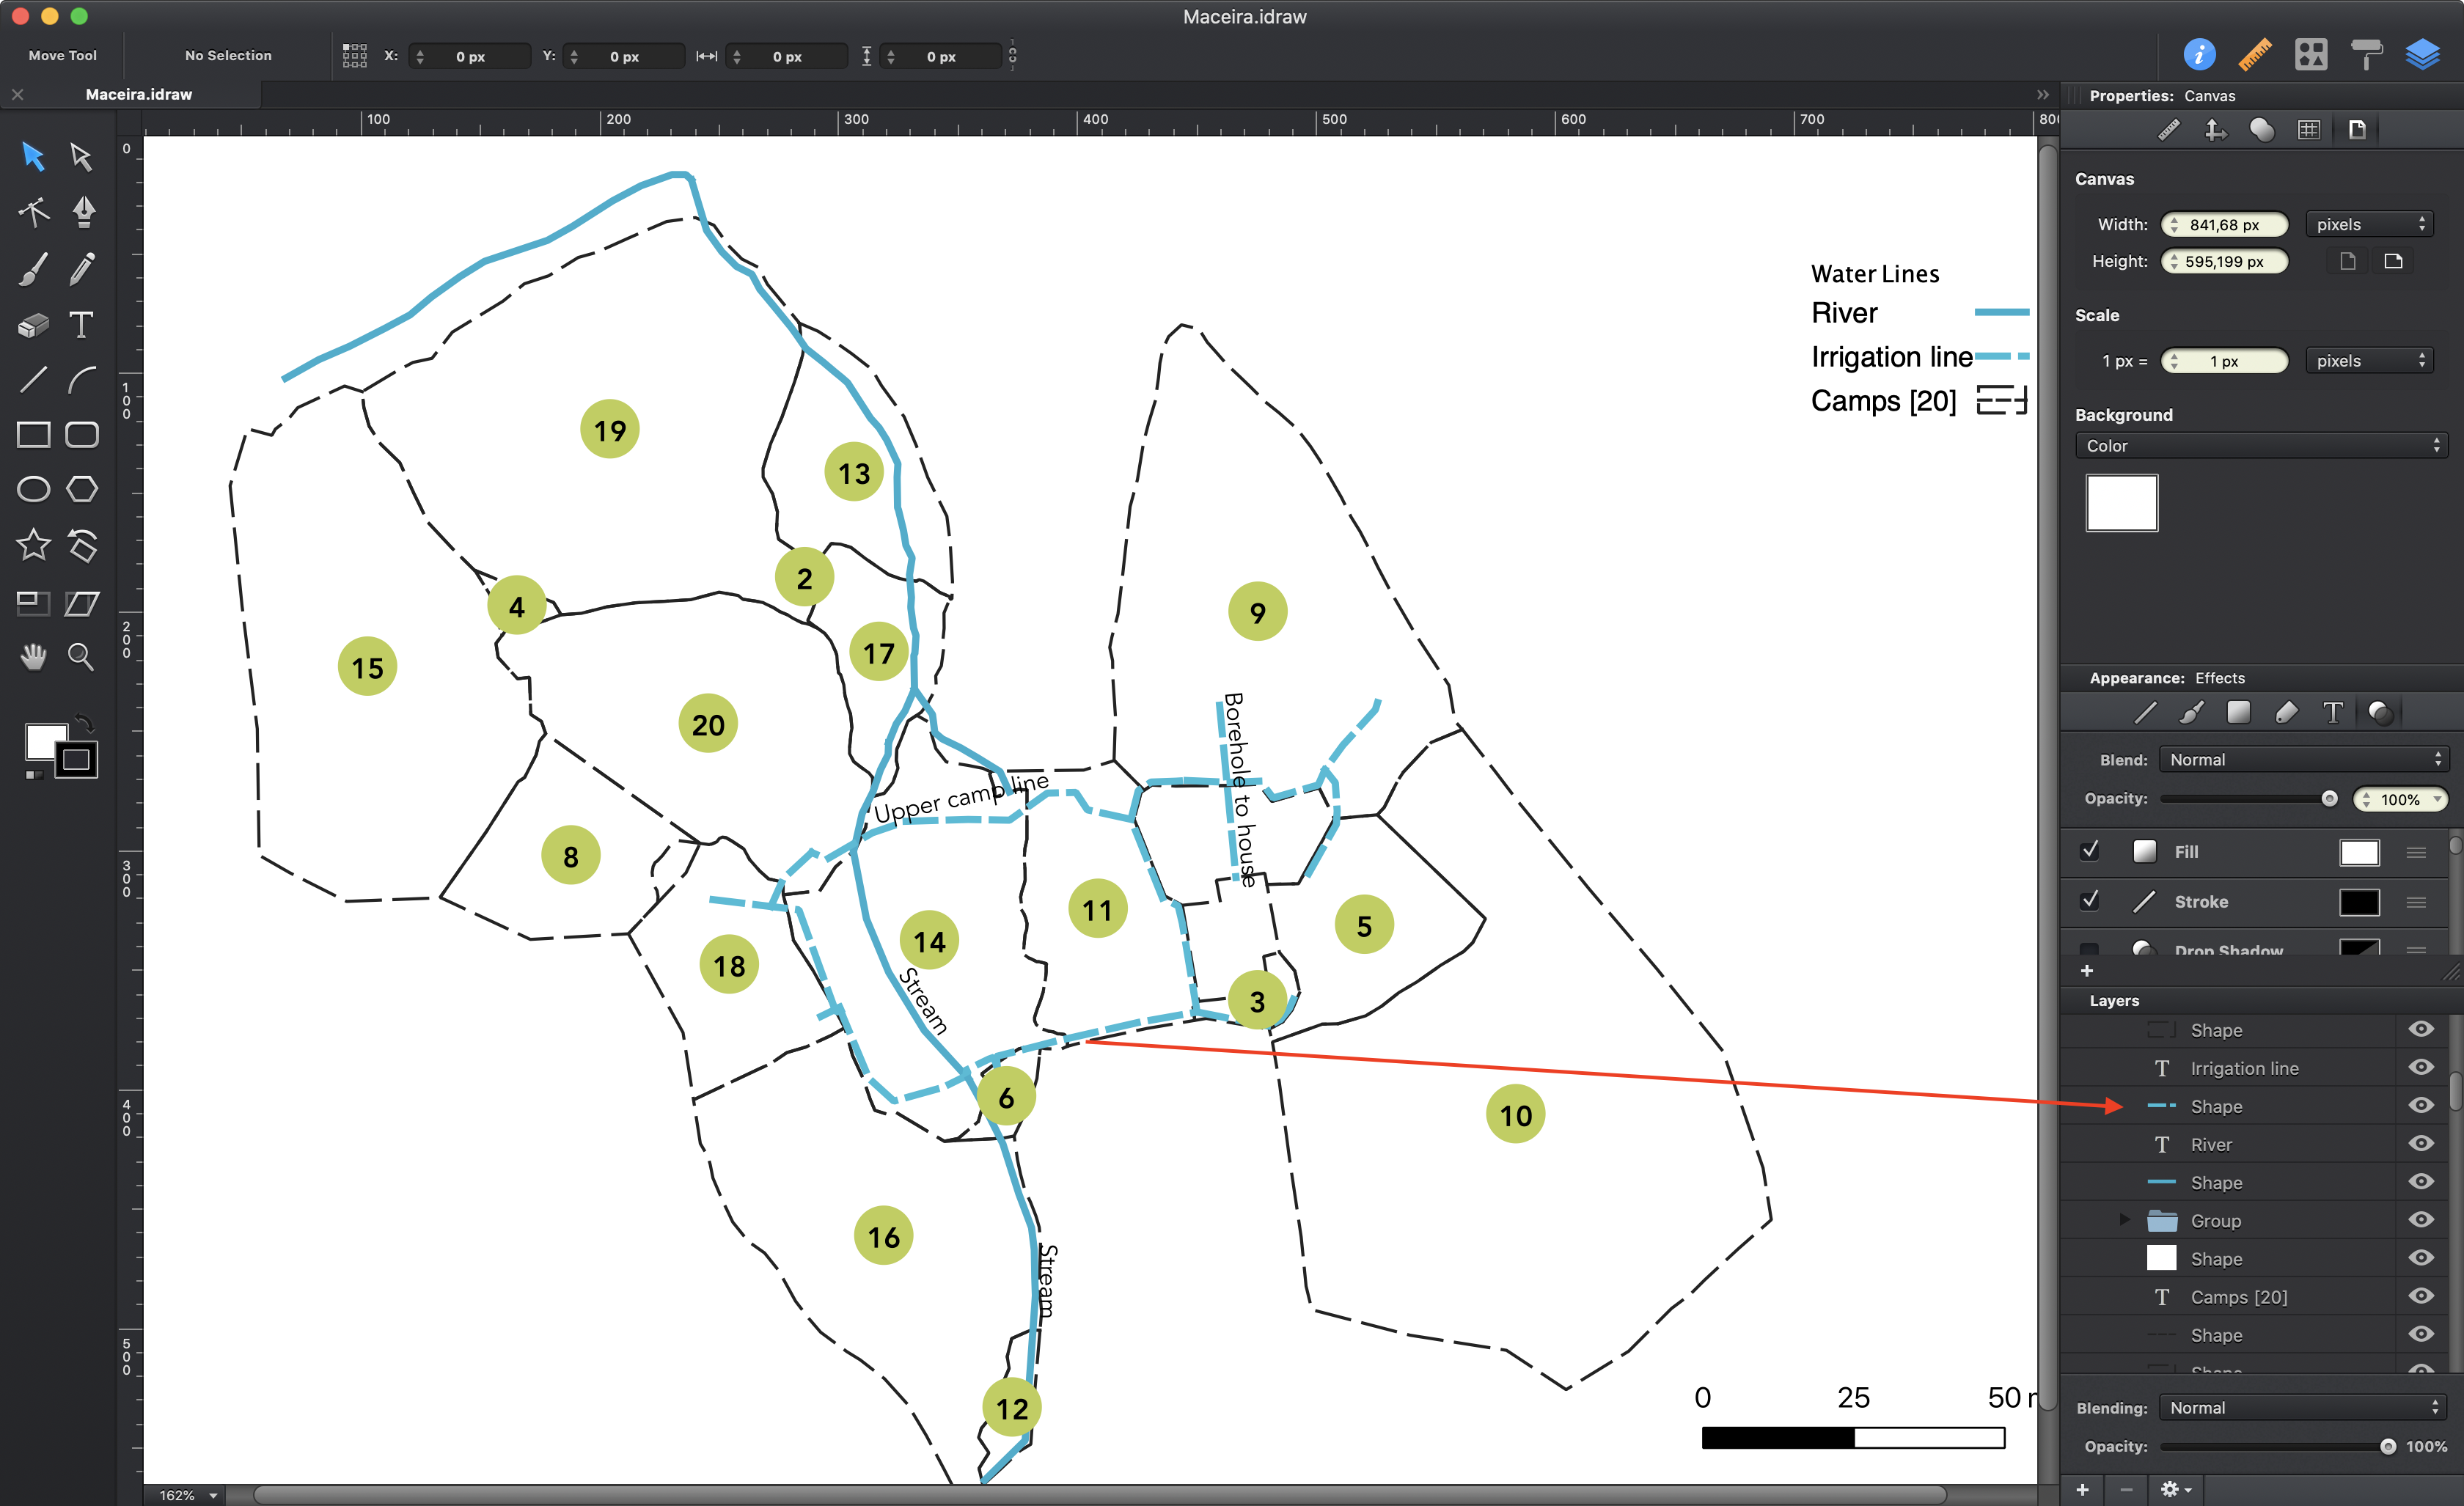 Maceira.idraw
Move Tool
No Selection
X: 0 px
Y: 0 px
0 px
0 px
Maceira.idraw
Properties: Canvas
100 200 300 400 500 600 700 800
0
100
200
300
400
500
Canvas
Width: 841,68 px pixels
Height: 595,199 px
Scale
1 px = 1 px pixels
Background
Color
Water Lines
River
Irrigation line
Camps [20]
19
13
2
4
9
15
17
20
Borehole to house
Upper camp line
8
11
5
14
18
Stream
3
6
10
16
Stream
12
0 25 50
Appearance: Effects
Blend: Normal
Opacity: 100%
Fill
Stroke
Drop Shadow
Layers
Shape
Irrigation line
Shape
River
Shape
Group
Shape
Camps [20]
Shape
Shape
Blending: Normal
Opacity: 100%
162%